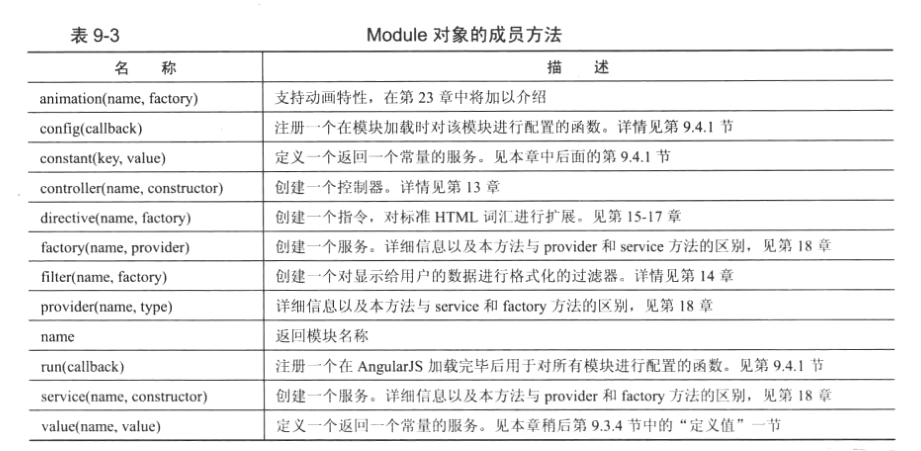 表 9-3 Module 对象的成员方法
名 称 描 述
animation(name, factory) 支持动画特性，在第 23 章中将加以介绍
config(callback) 注册一个在模块加载时对该模块进行配置的函数。详情见第 9.4.1 节
constant(key, value) 定义一个返回一个常量的服务。见本章中后面的第 9.4.1 节
controller(name, constructor) 创建一个控制器。详情见第 13 章
directive(name, factory) 创建一个指令，对标准 HTML 词汇进行扩展。见第 15-17 章
factory(name, provider) 创建一个服务。详细信息以及本方法与 provider 和 service 方法的区别，见第 18 章
filter(name, factory) 创建一个对显示给用户的数据进行格式化的过滤器。详情见第 14 章
provider(name, type) 详细信息以及本方法与 service 和 factory 方法的区别，见第 18 章
name 返回模块名称
run(callback) 注册一个在 AngularJS 加载完毕后用于对所有模块进行配置的函数。见第 9.4.1 节
service(name, constructor) 创建一个服务。详细信息以及本方法与 provider 和 factory 方法的区别，见第 18 章
value(name, value) 定义一个返回一个常量的服务。见本章稍后第 9.3.4 节中的“定义值”一节